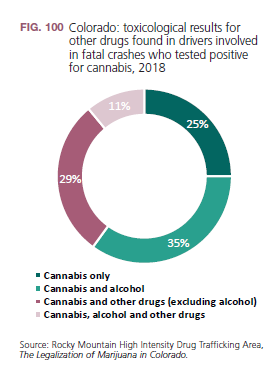 FIG. 100 Colorado: toxicological results for
other drugs found in drivers involved
in fatal crashes who tested positive
for cannabis, 2018
11%
25%
29%
35%
Cannabis only
Cannabis and alcohol
Cannabis and other drugs (excluding alcohol)
Cannabis, alcohol and other drugs
Source: Rocky Mountain High Intensity Drug Trafficking Area,
The Legalization of Marijuana in Colorado.